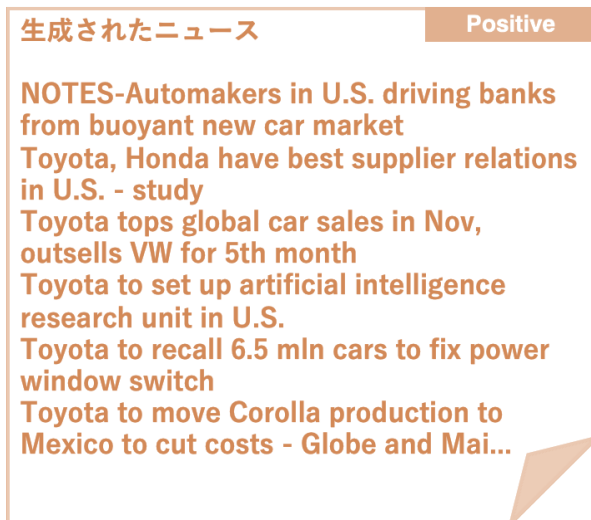 生成されたニュース
Positive
NOTES-Automakers in U.S. driving banks
from buoyant new car market
Toyota, Honda have best supplier relations
in U.S. - study
Toyota tops global car sales in Nov,
outsells VW for 5th month
Toyota to set up artificial intelligence
research unit in U.S.
Toyota to recall 6.5 mln cars to fix power
window switch
Toyota to move Corolla production to
Mexico to cut costs - Globe and Mai...